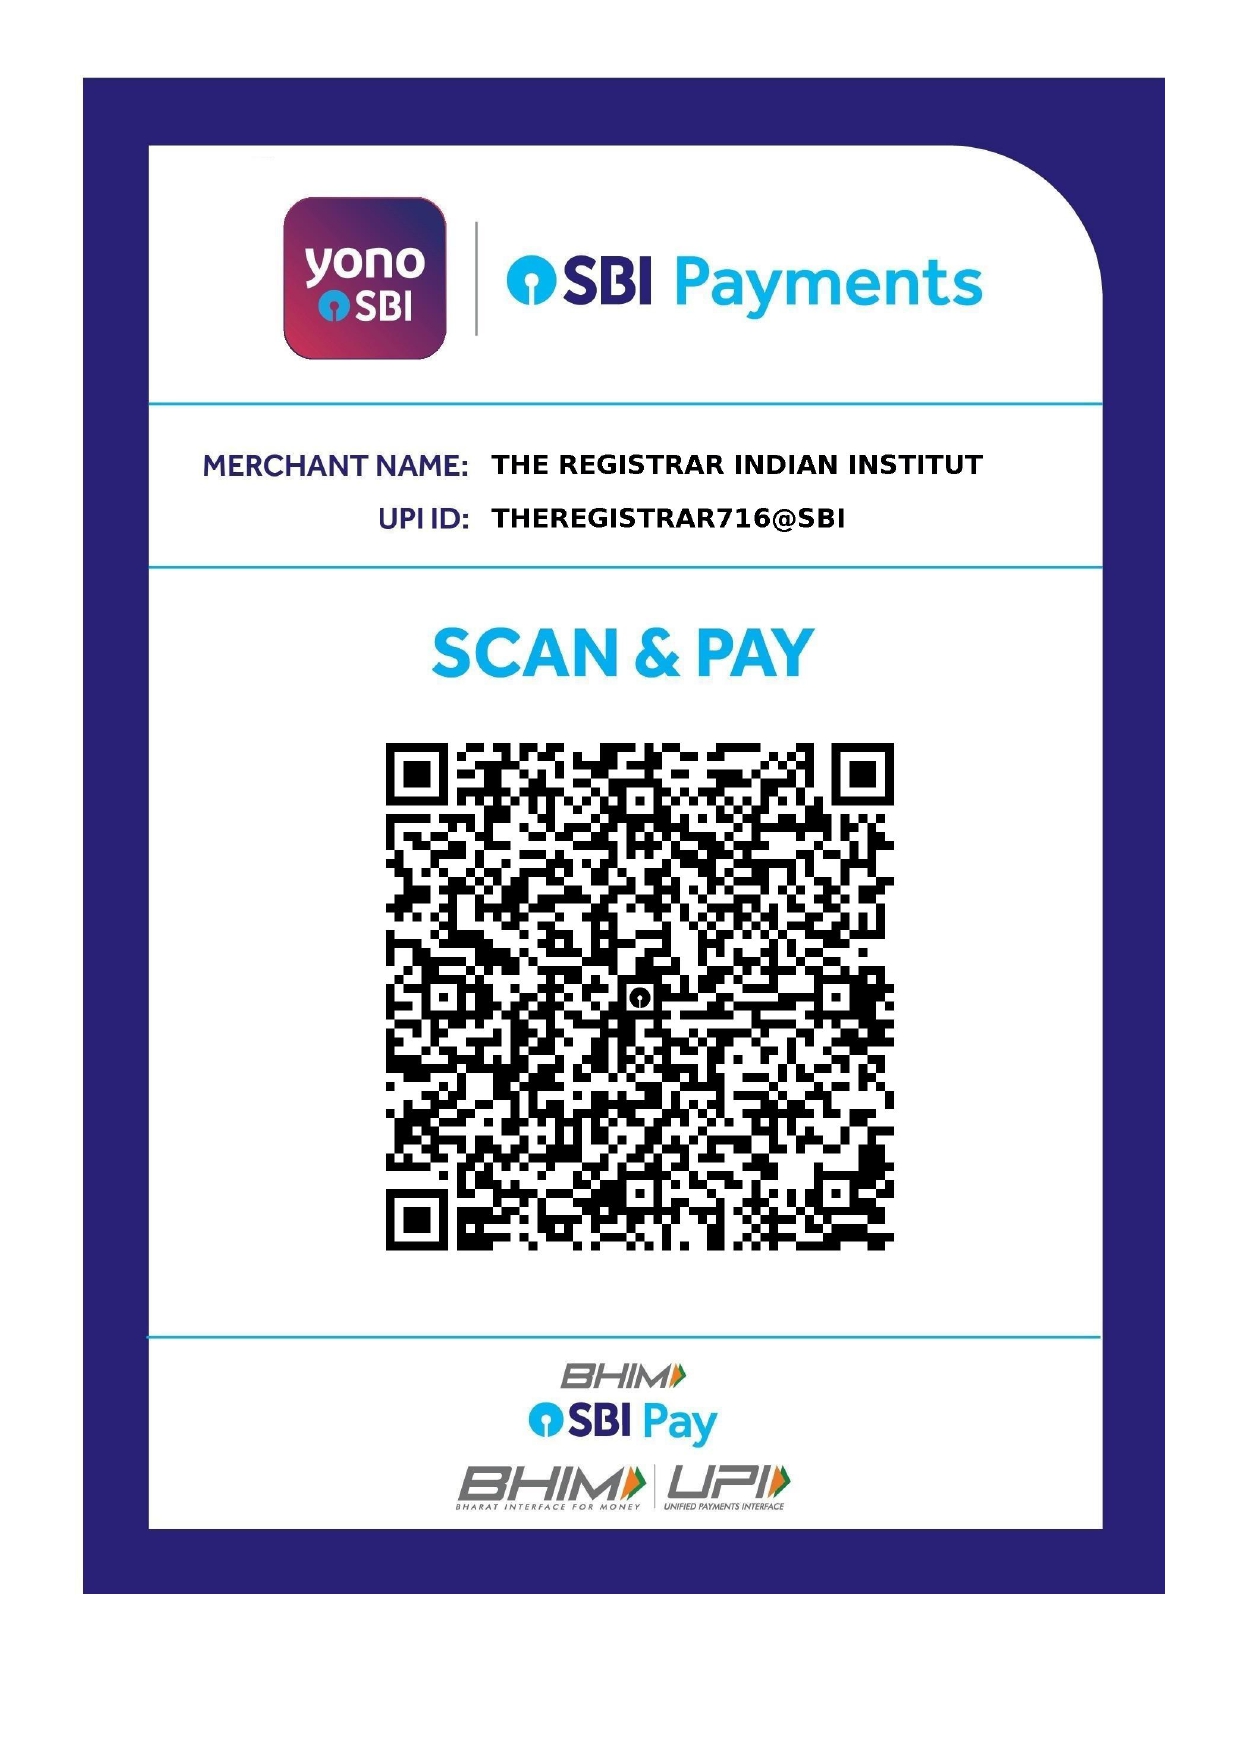 yono
SBI
SBI Payments
MERCHANT NAME: THE REGISTRAR INDIAN INSTITUT
UPI ID: THEREGISTRAR716@SBI
SCAN & PAY
BHIM
SBI Pay
BHIM UPI
BHARAT INTERFACE FOR MONEY UNIFIED PAYMENTS INTERFACE